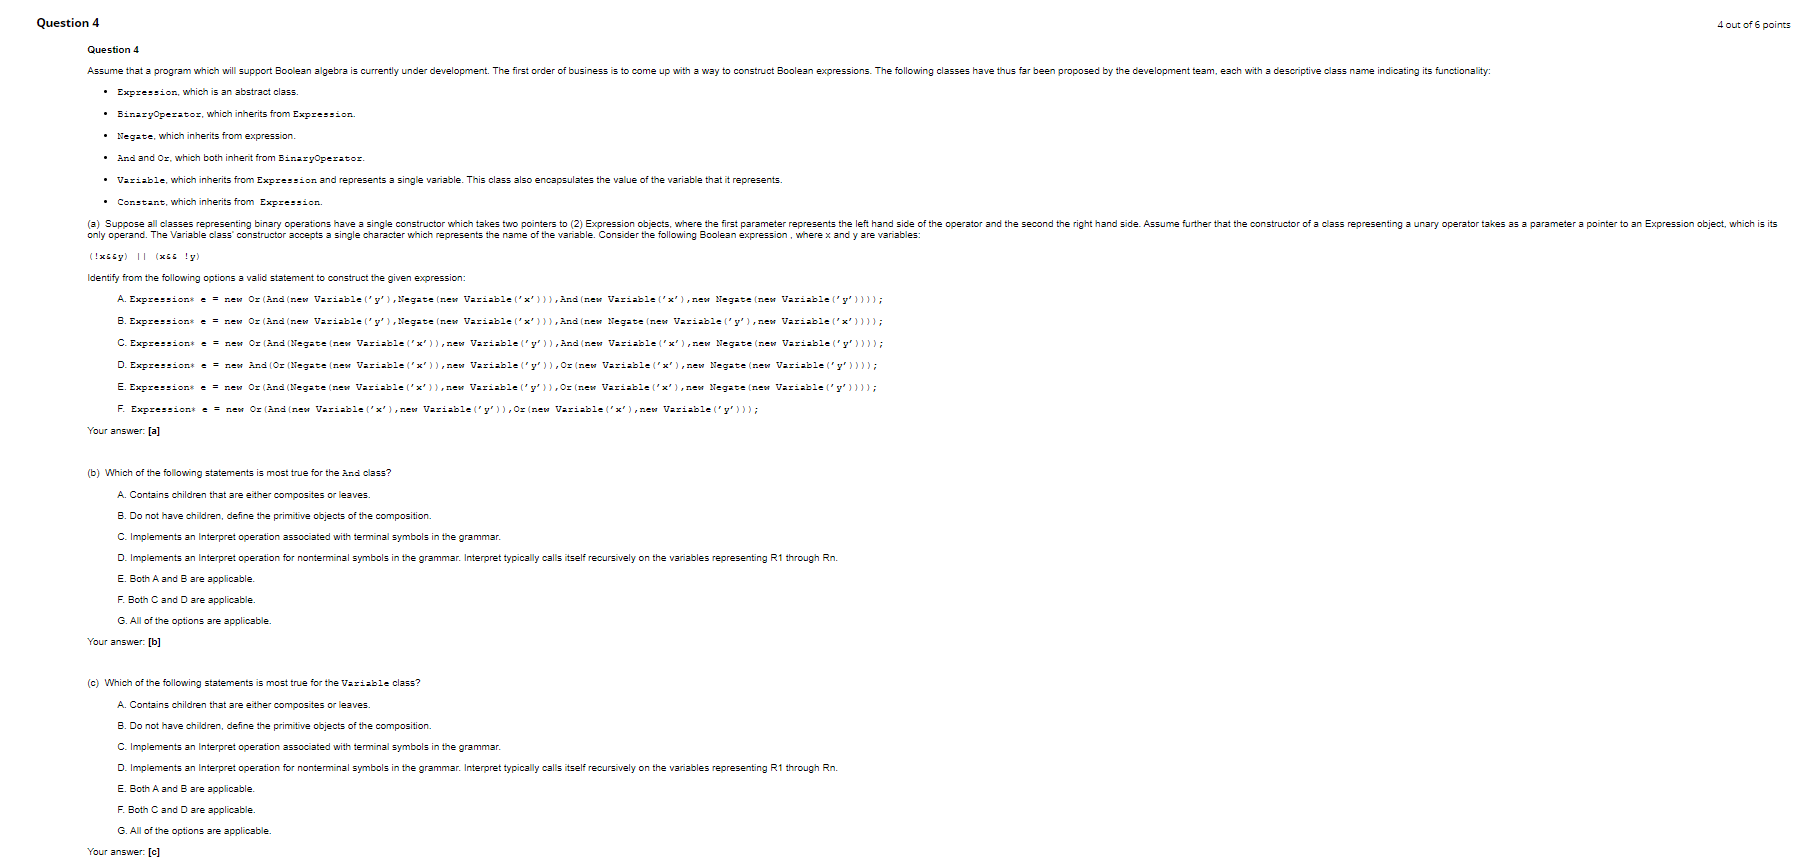 Question 4
4 out of 6 points
Question 4
Assume that a program which will support Boolean algebra is currently under development. The first order of business is to come up with a way to construct Boolean expressions. The following classes have thus far been proposed by the development team, each with a descriptive class name indicating its functionality:
• Expression, which is an abstract class.
• BinaryOperator, which inherits from Expression.
• Negate, which inherits from expression.
• And and Or, which both inherit from BinaryOperator.
• Variable, which inherits from Expression and represents a single variable. This class also encapsulates the value of the variable that it represents.
• Constant, which inherits from Expression.
(a) Suppose all classes representing binary operations have a single constructor which takes two pointers to (2) Expression objects, where the first parameter represents the left hand side of the operator and the second the right hand side. Assume further that the constructor of a class representing a unary operator takes as a parameter a pointer to an Expression object, which is its
only operand. The Variable class' constructor accepts a single character which represents the name of the variable. Consider the following Boolean expression , where x and y are variables:
(!x&&y) || (x&& !y)
Identify from the following options a valid statement to construct the given expression:
A. Expression* e = new Or(And(new Variable('y'),Negate(new Variable('x'))),And(new Variable('x'),new Negate(new Variable('y'))));
B. Expression* e = new Or(And(new Variable('y'),Negate(new Variable('x'))),And(new Negate(new Variable('y'),new Variable('x'))));
C. Expression* e = new Or(And(Negate(new Variable('x')),new Variable('y')),And(new Variable('x'),new Negate(new Variable('y'))));
D. Expression* e = new And(Or(Negate(new Variable('x')),new Variable('y')),Or(new Variable('x'),new Negate(new Variable('y'))));
E. Expression* e = new Or(And(Negate(new Variable('x')),new Variable('y')),Or(new Variable('x'),new Negate(new Variable('y'))));
F. Expression* e = new Or(And(new Variable('x'),new Variable('y')),Or(new Variable('x'),new Variable('y')));
Your answer: [a]
(b) Which of the following statements is most true for the And class?
A. Contains children that are either composites or leaves.
B. Do not have children, define the primitive objects of the composition.
C. Implements an Interpret operation associated with terminal symbols in the grammar.
D. Implements an Interpret operation for nonterminal symbols in the grammar. Interpret typically calls itself recursively on the variables representing R1 through Rn.
E. Both A and B are applicable.
F. Both C and D are applicable.
G. All of the options are applicable.
Your answer: [b]
(c) Which of the following statements is most true for the Variable class?
A. Contains children that are either composites or leaves.
B. Do not have children, define the primitive objects of the composition.
C. Implements an Interpret operation associated with terminal symbols in the grammar.
D. Implements an Interpret operation for nonterminal symbols in the grammar. Interpret typically calls itself recursively on the variables representing R1 through Rn.
E. Both A and B are applicable.
F. Both C and D are applicable.
G. All of the options are applicable.
Your answer: [c]